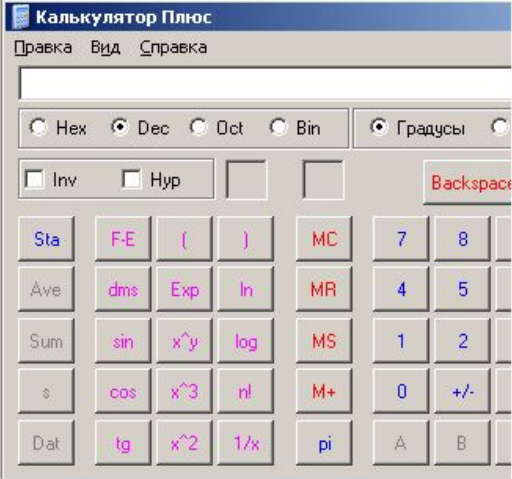 Калькулятор Плюс
Правка Вид Справка
Hex Dec Oct Bin Градусы
Inv Hyp Backspace
Sta F-E ( ) MC 7 8
Ave dms Exp ln MR 4 5
Sum sin x^y log MS 1 2
s cos x^3 n! M+ 0 +/-
Dat tg x^2 1/x pi A B